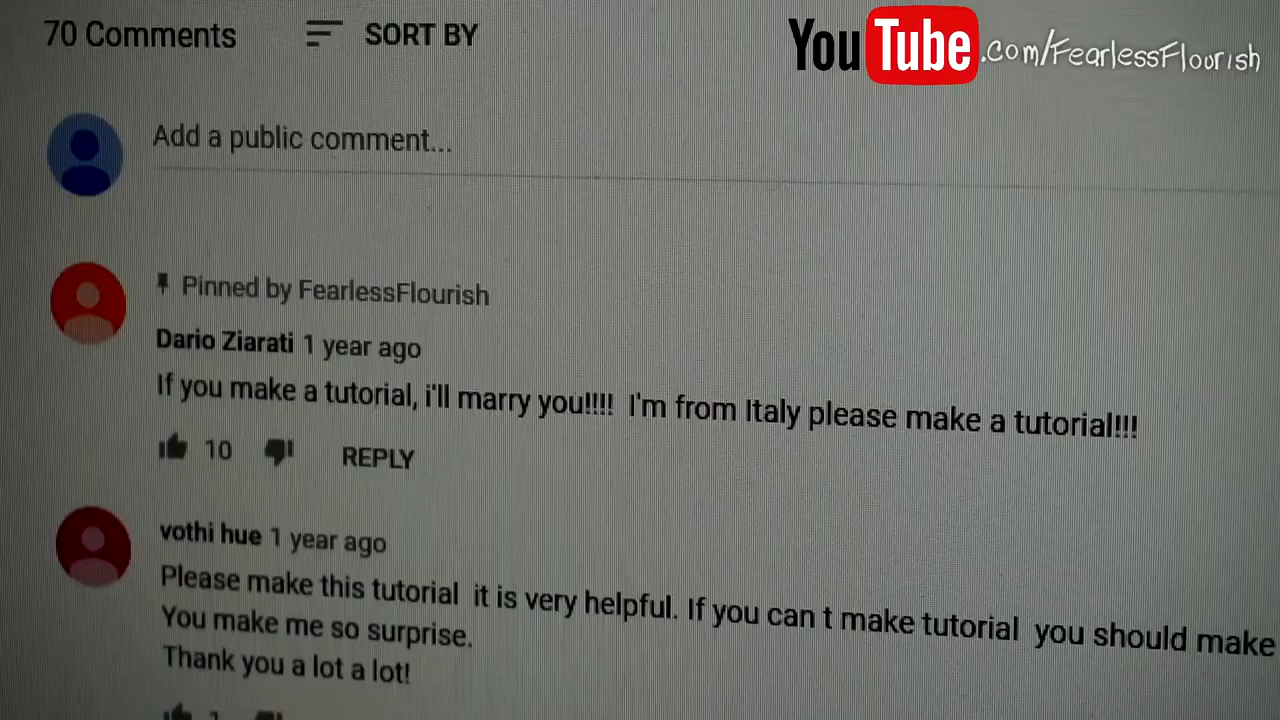 70 Comments SORT BY
YouTube.com/FearlessFlourish
Add a public comment...
Pinned by FearlessFlourish
Dario Ziarati 1 year ago
If you make a tutorial, i'll marry you!!!! I'm from Italy please make a tutorial!!!
10 REPLY
vothi hue 1 year ago
Please make this tutorial it is very helpful. If you can t make tutorial you should make
You make me so surprise.
Thank you a lot a lot!
1